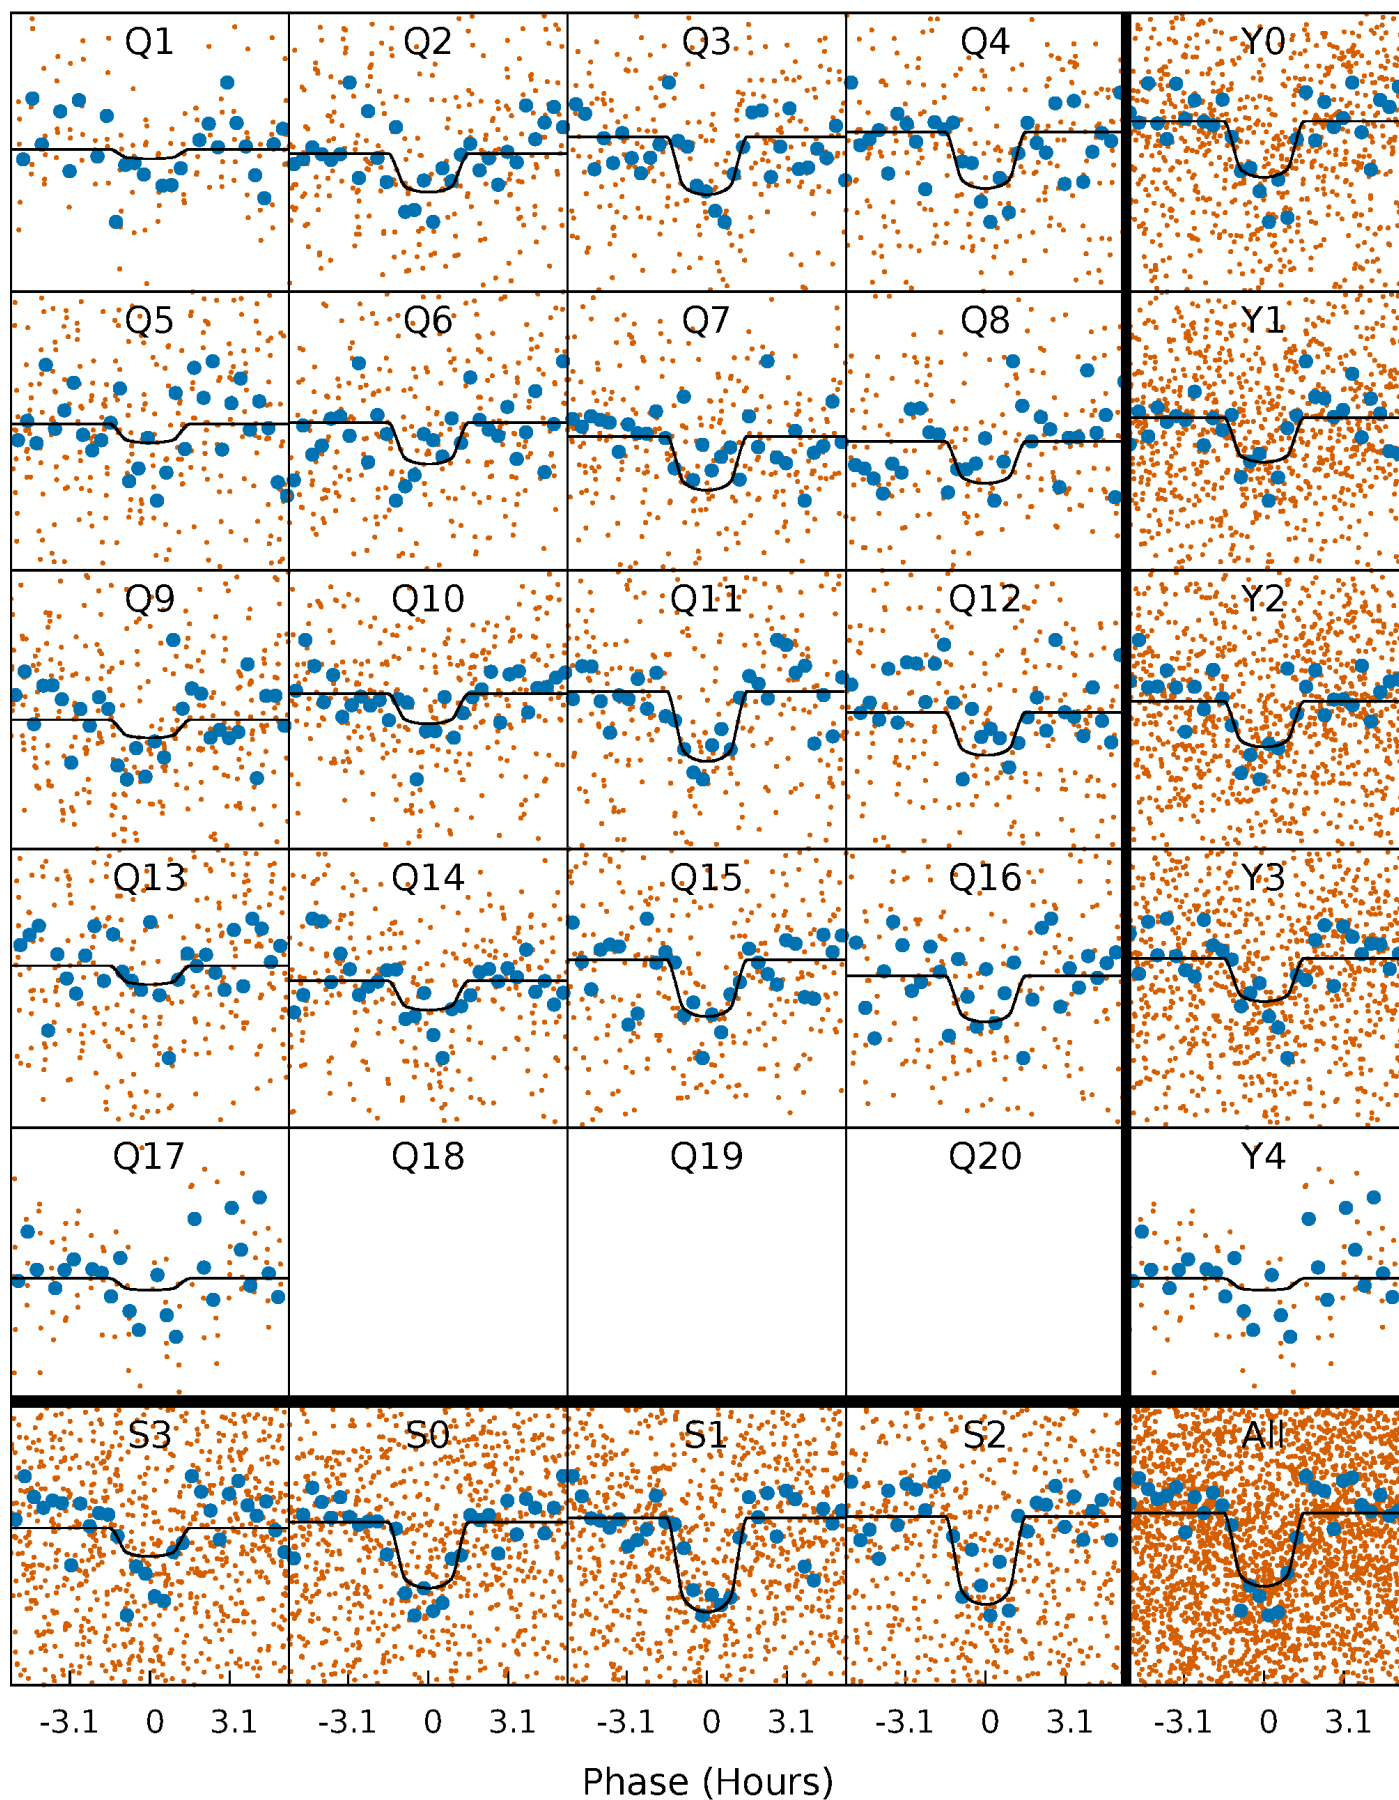 Q1 Q2 Q3 Q4 Y0
Q5 Q6 Q7 Q8 Y1
Q9 Q10 Q11 Q12 Y2
Q13 Q14 Q15 Q16 Y3
Q17 Q18 Q19 Q20 Y4
S3 S0 S1 S2 All
-3.1 0 3.1 -3.1 0 3.1 -3.1 0 3.1 -3.1 0 3.1 -3.1 0 3.1
Phase (Hours)